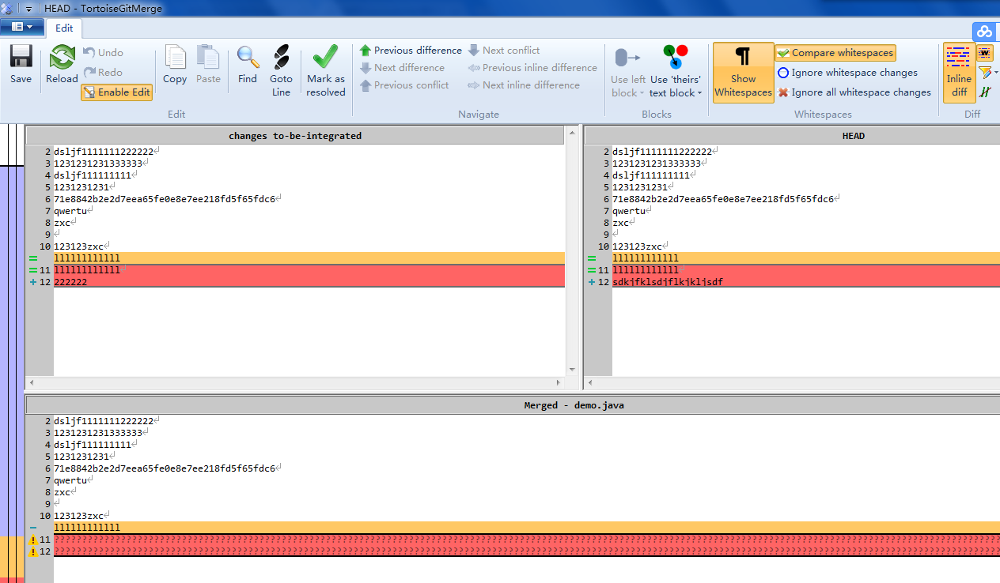 HEAD - TortoiseGitMerge
Edit
Save
Reload
Undo
Redo
Enable Edit
Copy
Paste
Find
Goto
Line
Mark as
resolved
Edit
Previous difference
Next difference
Previous conflict
Next conflict
Previous inline difference
Next inline difference
Navigate
Use left
block
Use 'theirs'
text block
Blocks
Show
Whitespaces
Compare whitespaces
Ignore whitespace changes
Ignore all whitespace changes
Whitespaces
Inline
diff
W
Diff
changes to-be-integrated
2 dsljf1111111222222
3 1231231231333333
4 dsljf111111111
5 1231231231
6 71e8842b2e2d7eea65fe0e8e7ee218fd5f65fdc6
7 qwertu
8 zxc
9
10 123123zxc
111111111111
11 111111111111
12 222222
HEAD
2 dsljf1111111222222
3 1231231231333333
4 dsljf111111111
5 1231231231
6 71e8842b2e2d7eea65fe0e8e7ee218fd5f65fdc6
7 qwertu
8 zxc
9
10 123123zxc
111111111111
11 111111111111
12 sdkjfklsdjflkjkljsdf
Merged - demo.java
2 dsljf1111111222222
3 1231231231333333
4 dsljf111111111
5 1231231231
6 71e8842b2e2d7eea65fe0e8e7ee218fd5f65fdc6
7 qwertu
8 zxc
9
10 123123zxc
111111111111
11
12